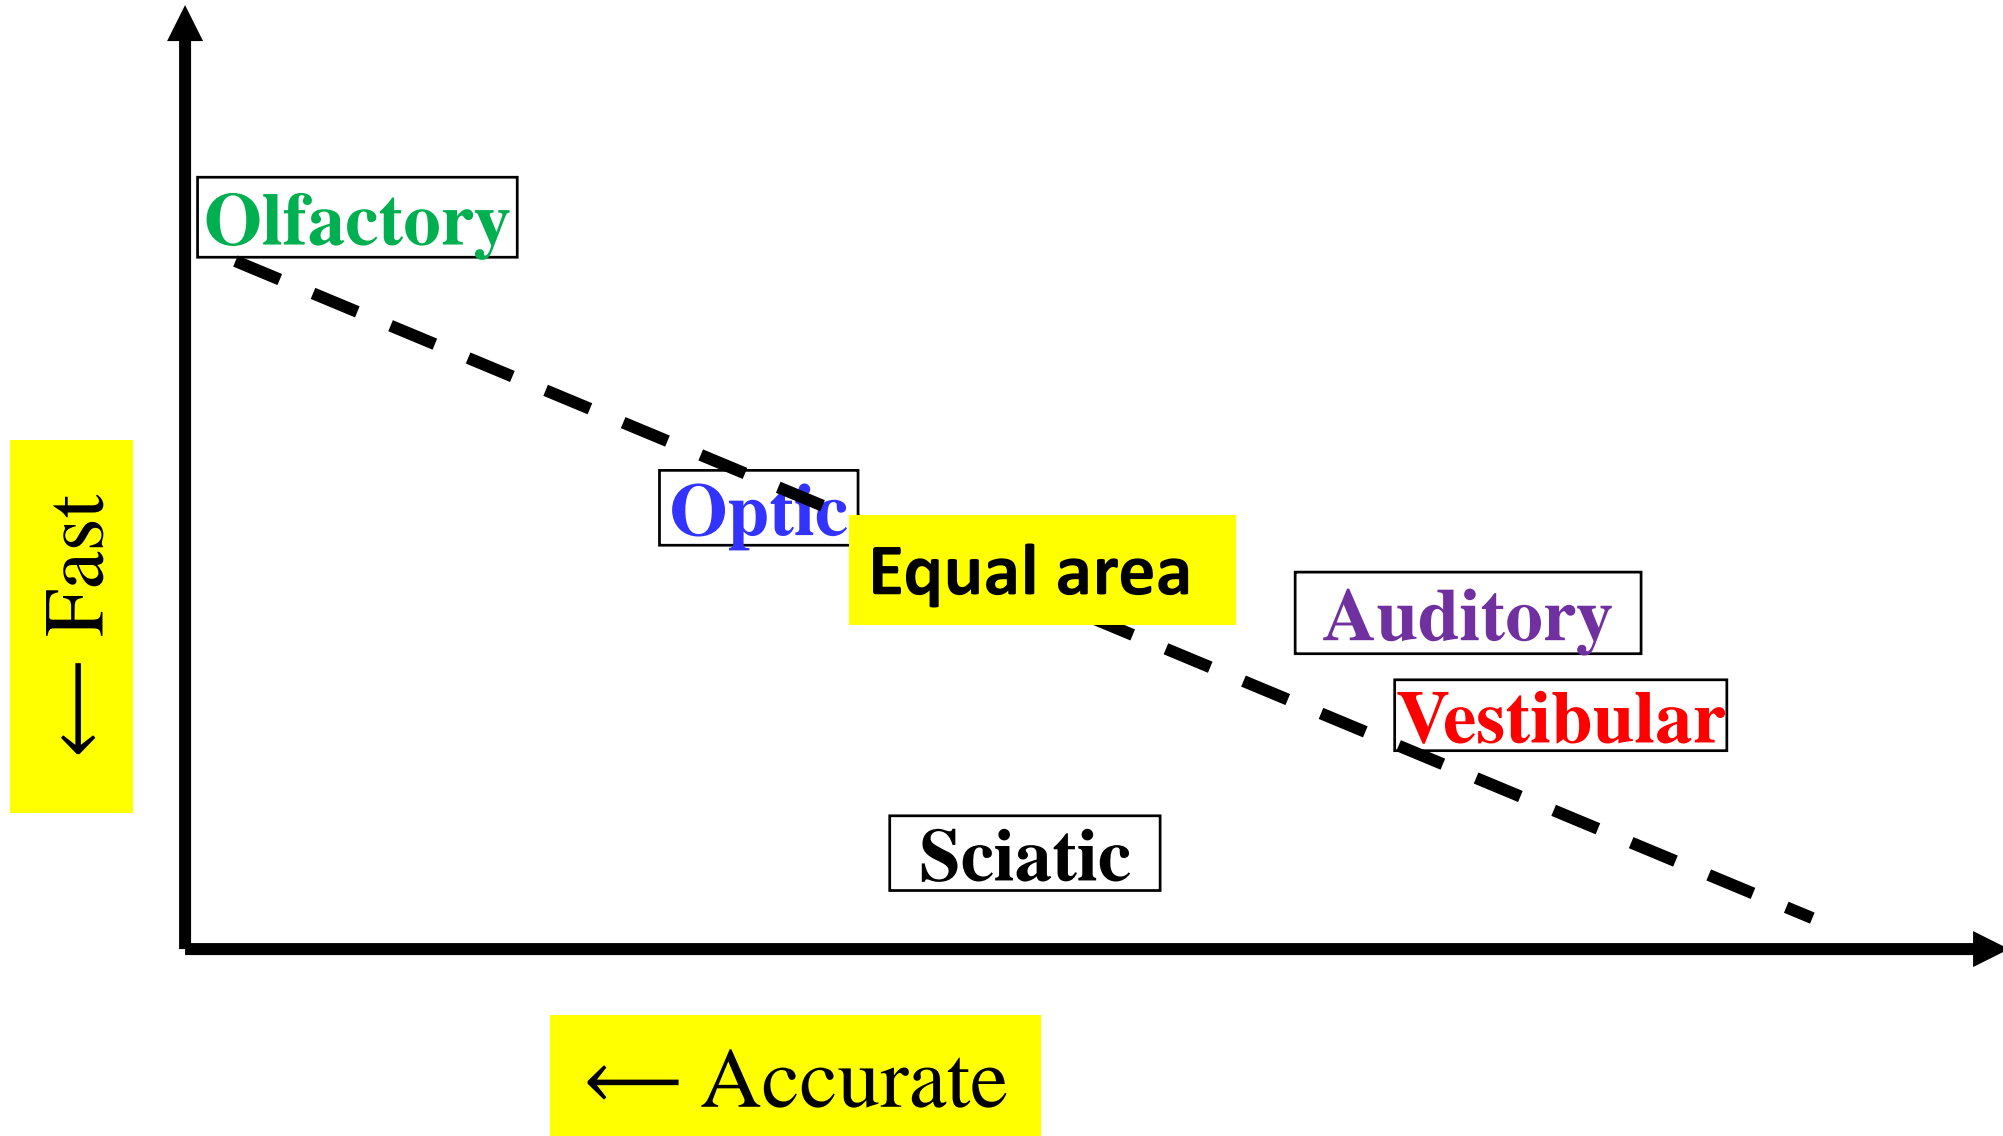 Olfactory
Optic
Equal area
Auditory
Vestibular
Sciatic
← Fast
← Accurate